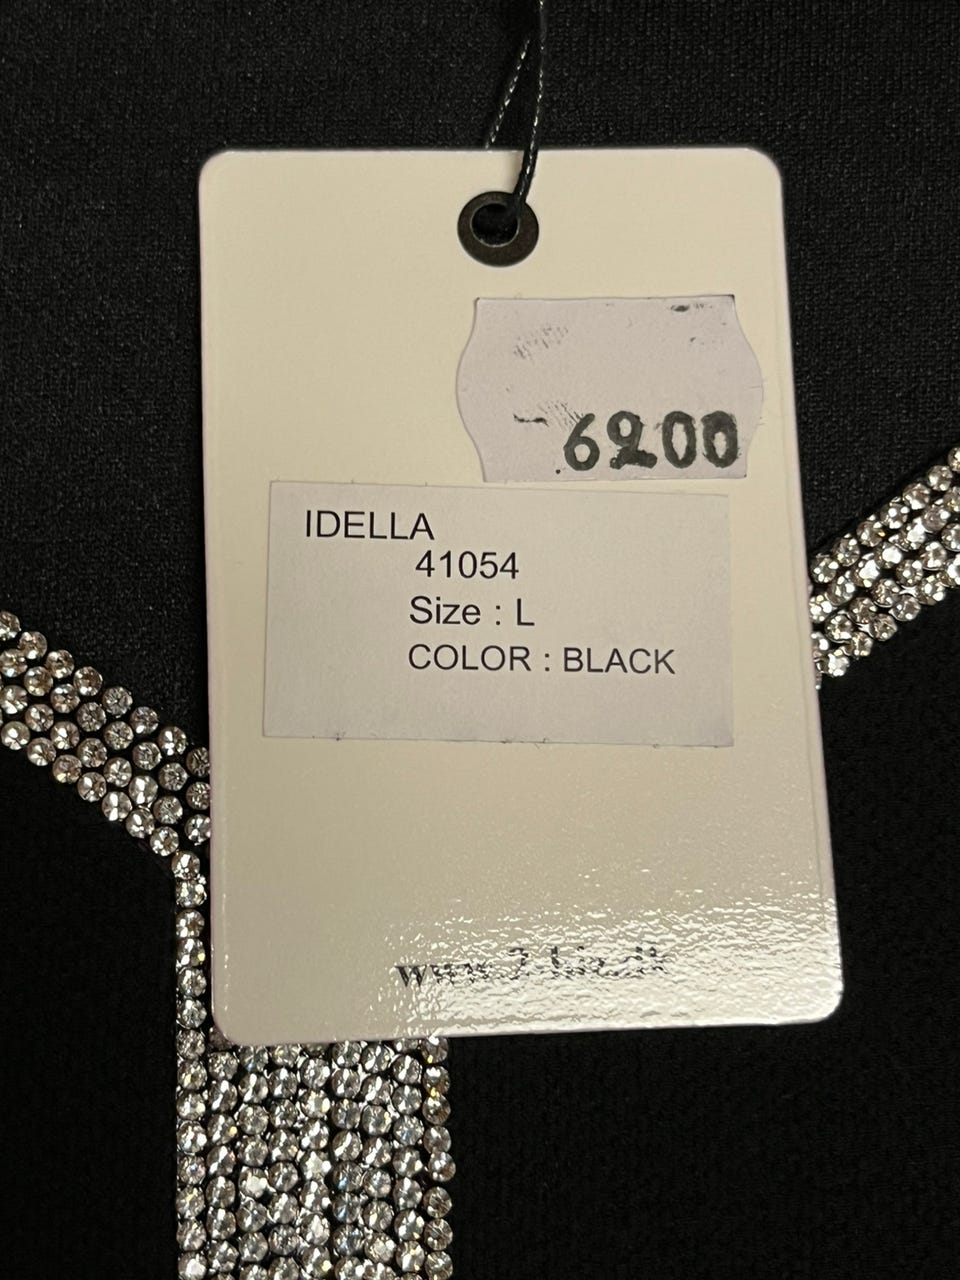 6200
IDELLA
41054
Size : L
COLOR : BLACK